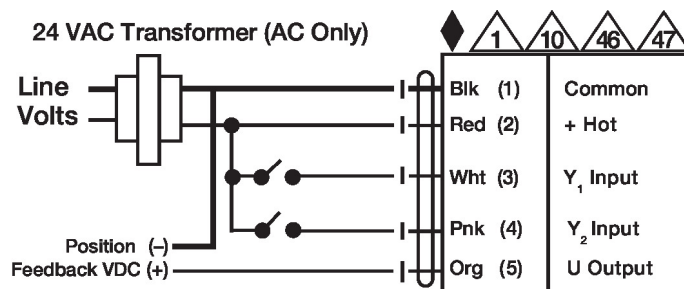 24 VAC Transformer (AC Only)
1 10 46 47
Line
Volts
Blk (1) Common
Red (2) + Hot
Wht (3) Y1 Input
Pnk (4) Y2 Input
Position (–)
Feedback VDC (+)
Org (5) U Output